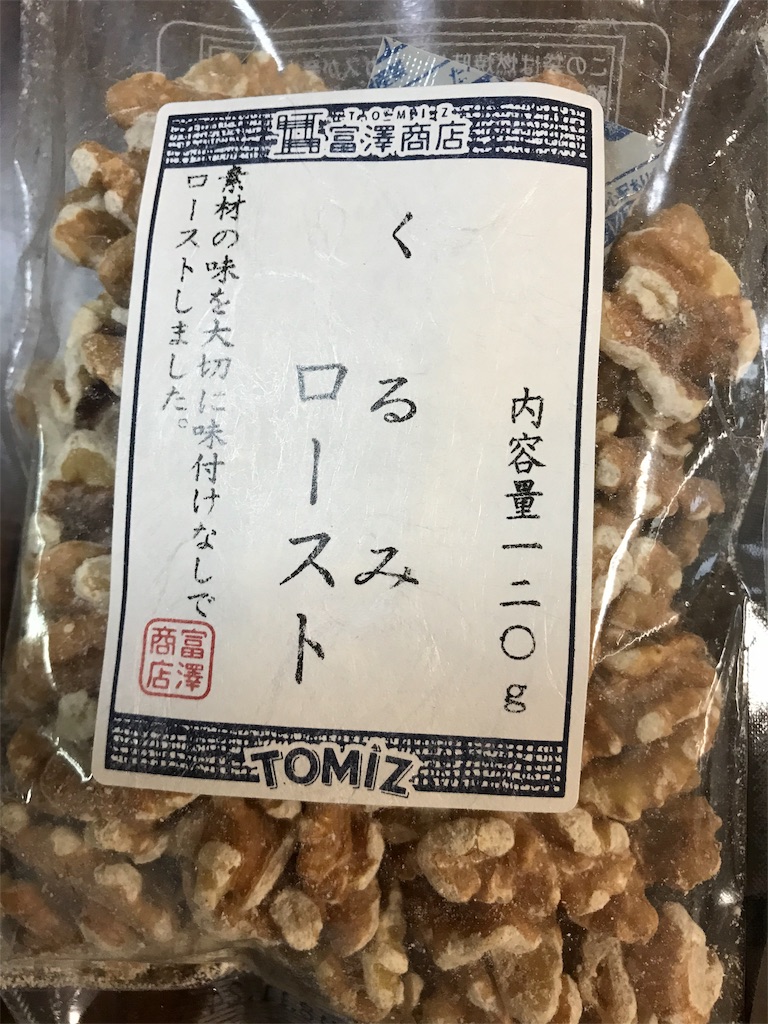 TOMIZ
富澤商店
内容量一二〇g
くるみ
ロースト
素材の味を大切に味付けなしで
ローストしました。
富澤
商店
TOMIZ